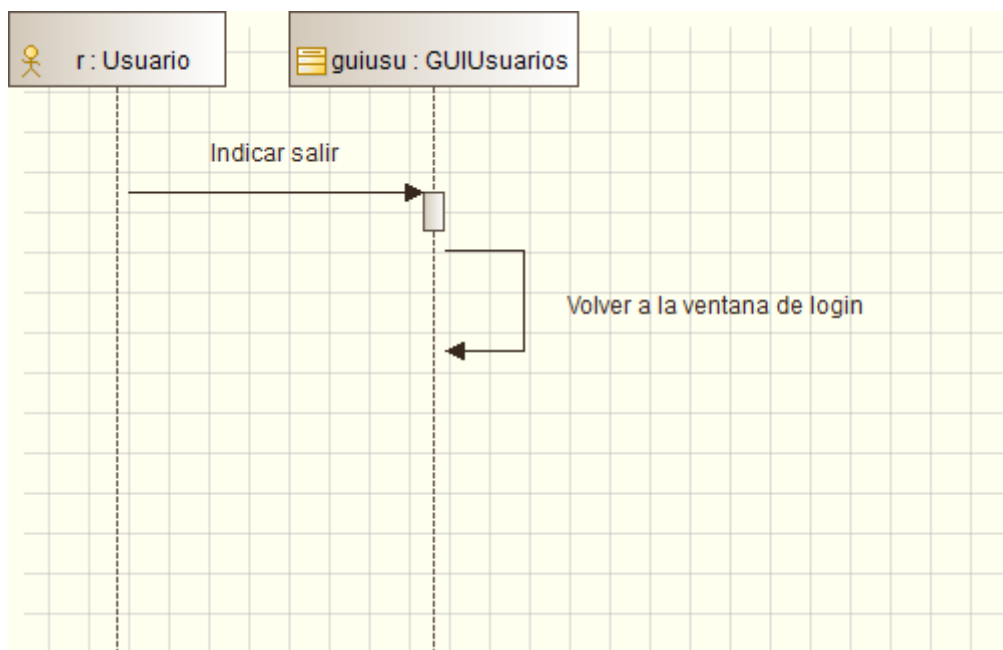 r : Usuario
guiusu : GUIUsuarios
Indicar salir
Volver a la ventana de login